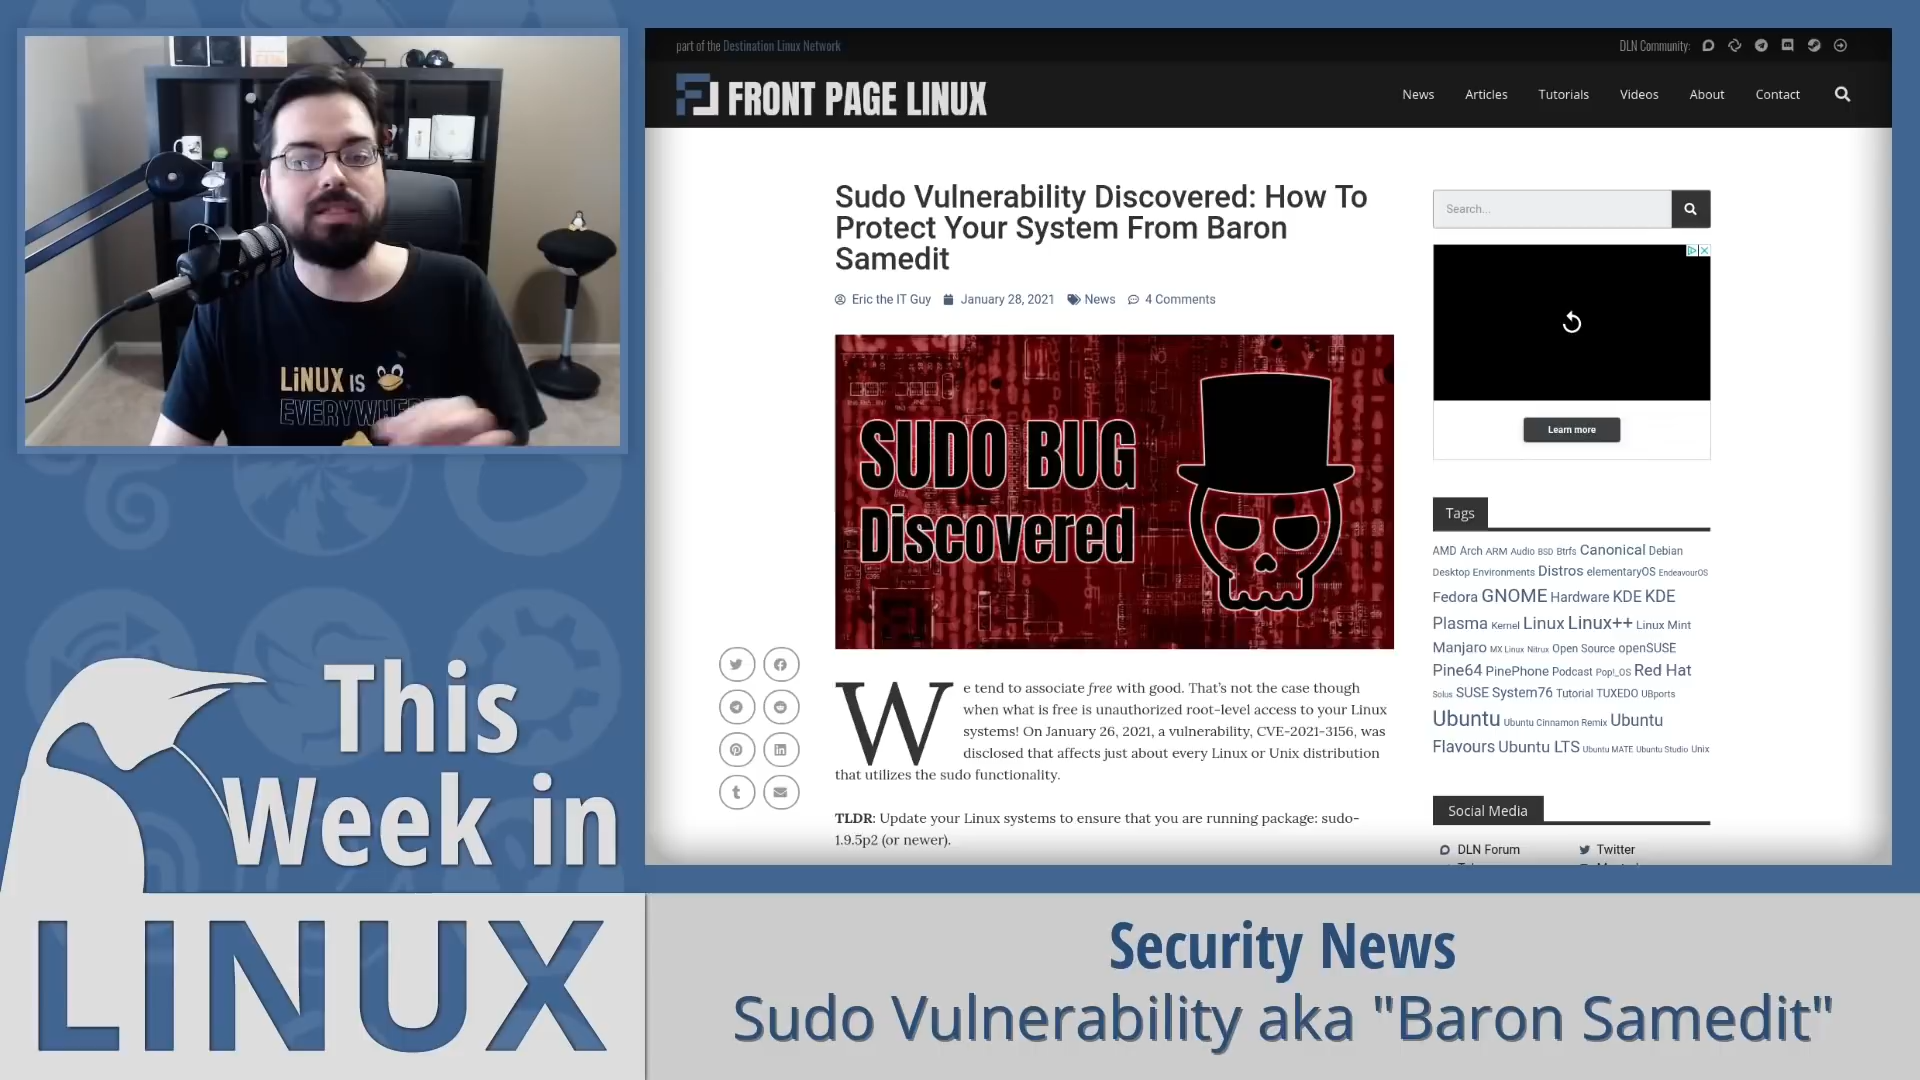 part of the Destination Linux Network
DLN Community:
FRONT PAGE LINUX
News Articles Tutorials Videos About Contact
Sudo Vulnerability Discovered: How To
Protect Your System From Baron
Samedit
Eric the IT Guy January 28, 2021 News 4 Comments
SUDO BUG
Discovered
We tend to associate free with good. That’s not the case though
when what is free is unauthorized root-level access to your Linux
systems! On January 26, 2021, a vulnerability, CVE-2021-3156, was
disclosed that affects just about every Linux or Unix distribution
that utilizes the sudo functionality.
TLDR: Update your Linux systems to ensure that you are running package: sudo-
1.9.5p2 (or newer).
Search...
Learn more
Tags
AMD Arch ARM Audio BSD Btrfs Canonical Debian
Desktop Environments Distros elementaryOS EndeavourOS
Fedora GNOME Hardware KDE KDE
Plasma Kernel Linux Linux++ Linux Mint
Manjaro MX Linux Nitrux Open Source openSUSE
Pine64 PinePhone Podcast Pop!_OS Red Hat
Solus SUSE System76 Tutorial TUXEDO UBports
Ubuntu Ubuntu Cinnamon Remix Ubuntu
Flavours Ubuntu LTS Ubuntu MATE Ubuntu Studio Unix
Social Media
DLN Forum Twitter
LiNUX IS
EVERYWHE
This
Week in
LINUX
Security News
Sudo Vulnerability aka "Baron Samedit"